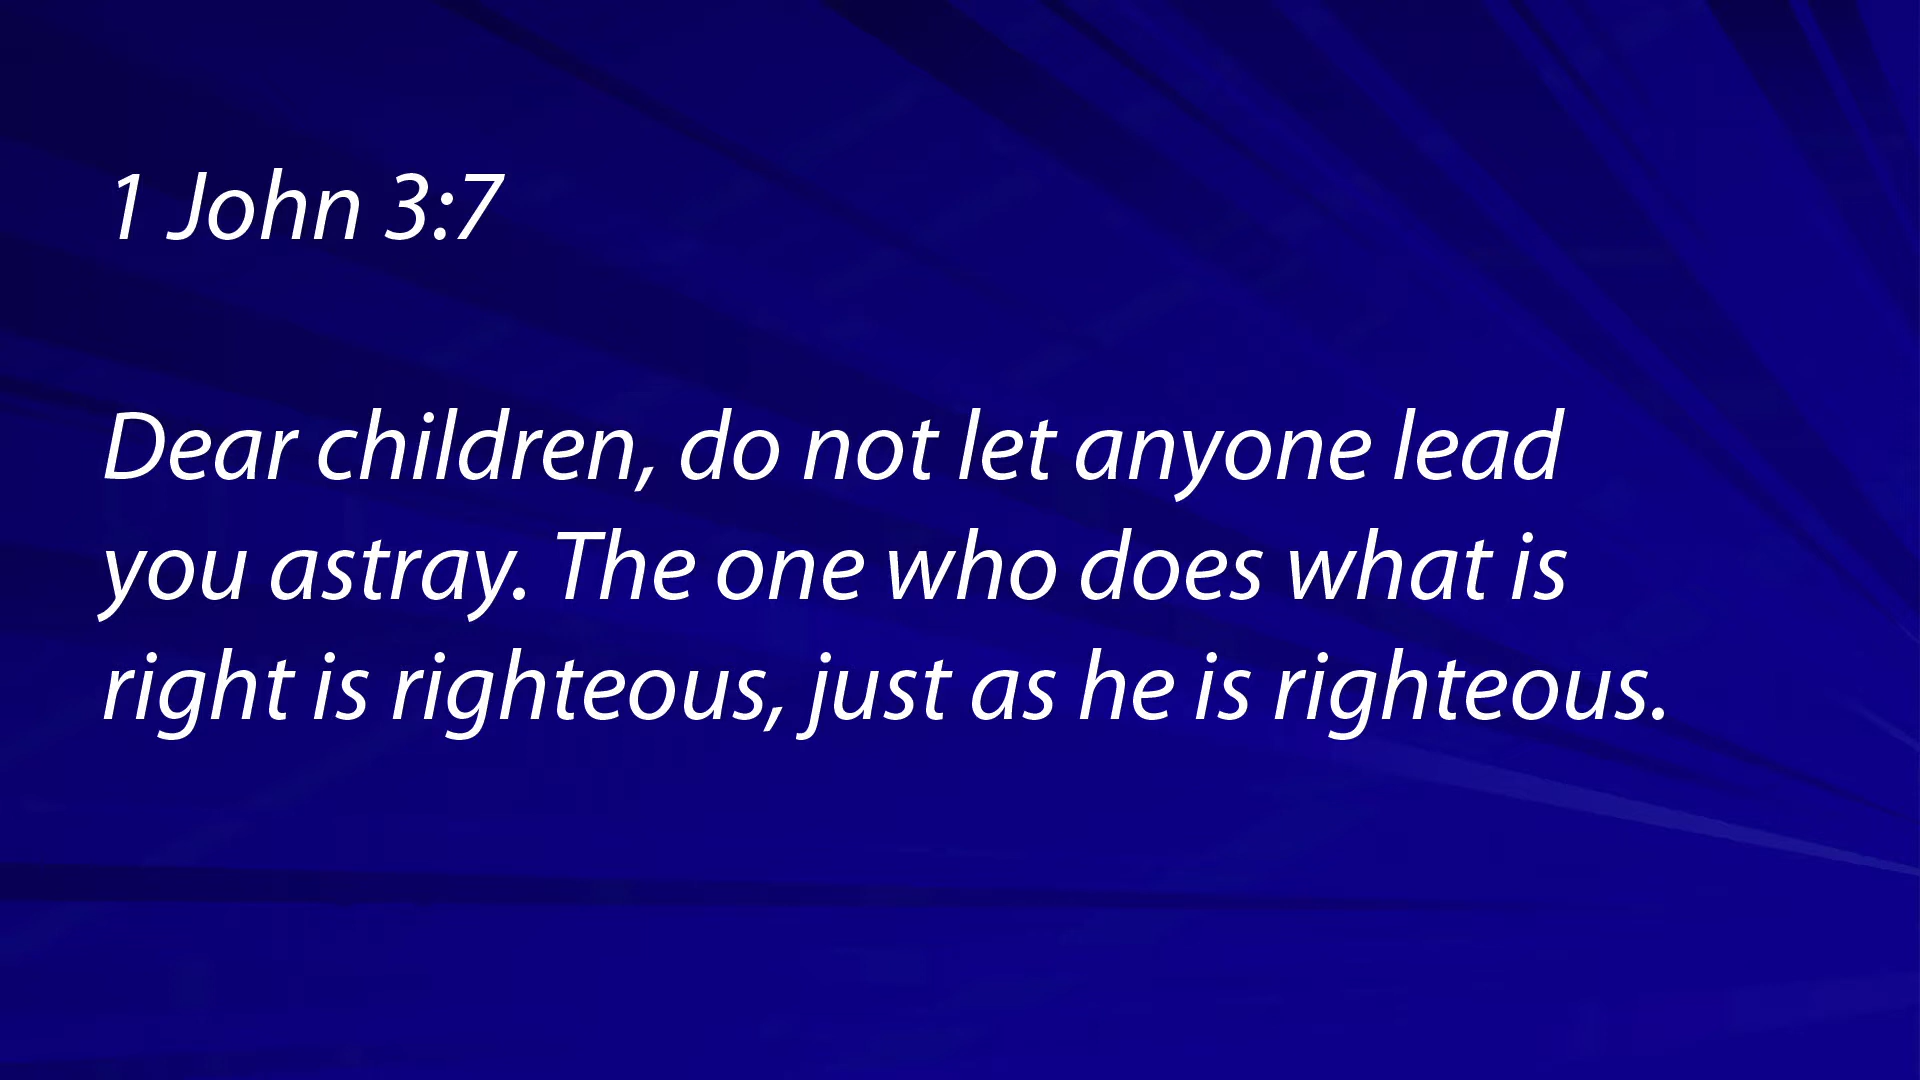 1 John 3:7
Dear children, do not let anyone lead
you astray. The one who does what is
right is righteous, just as he is righteous.